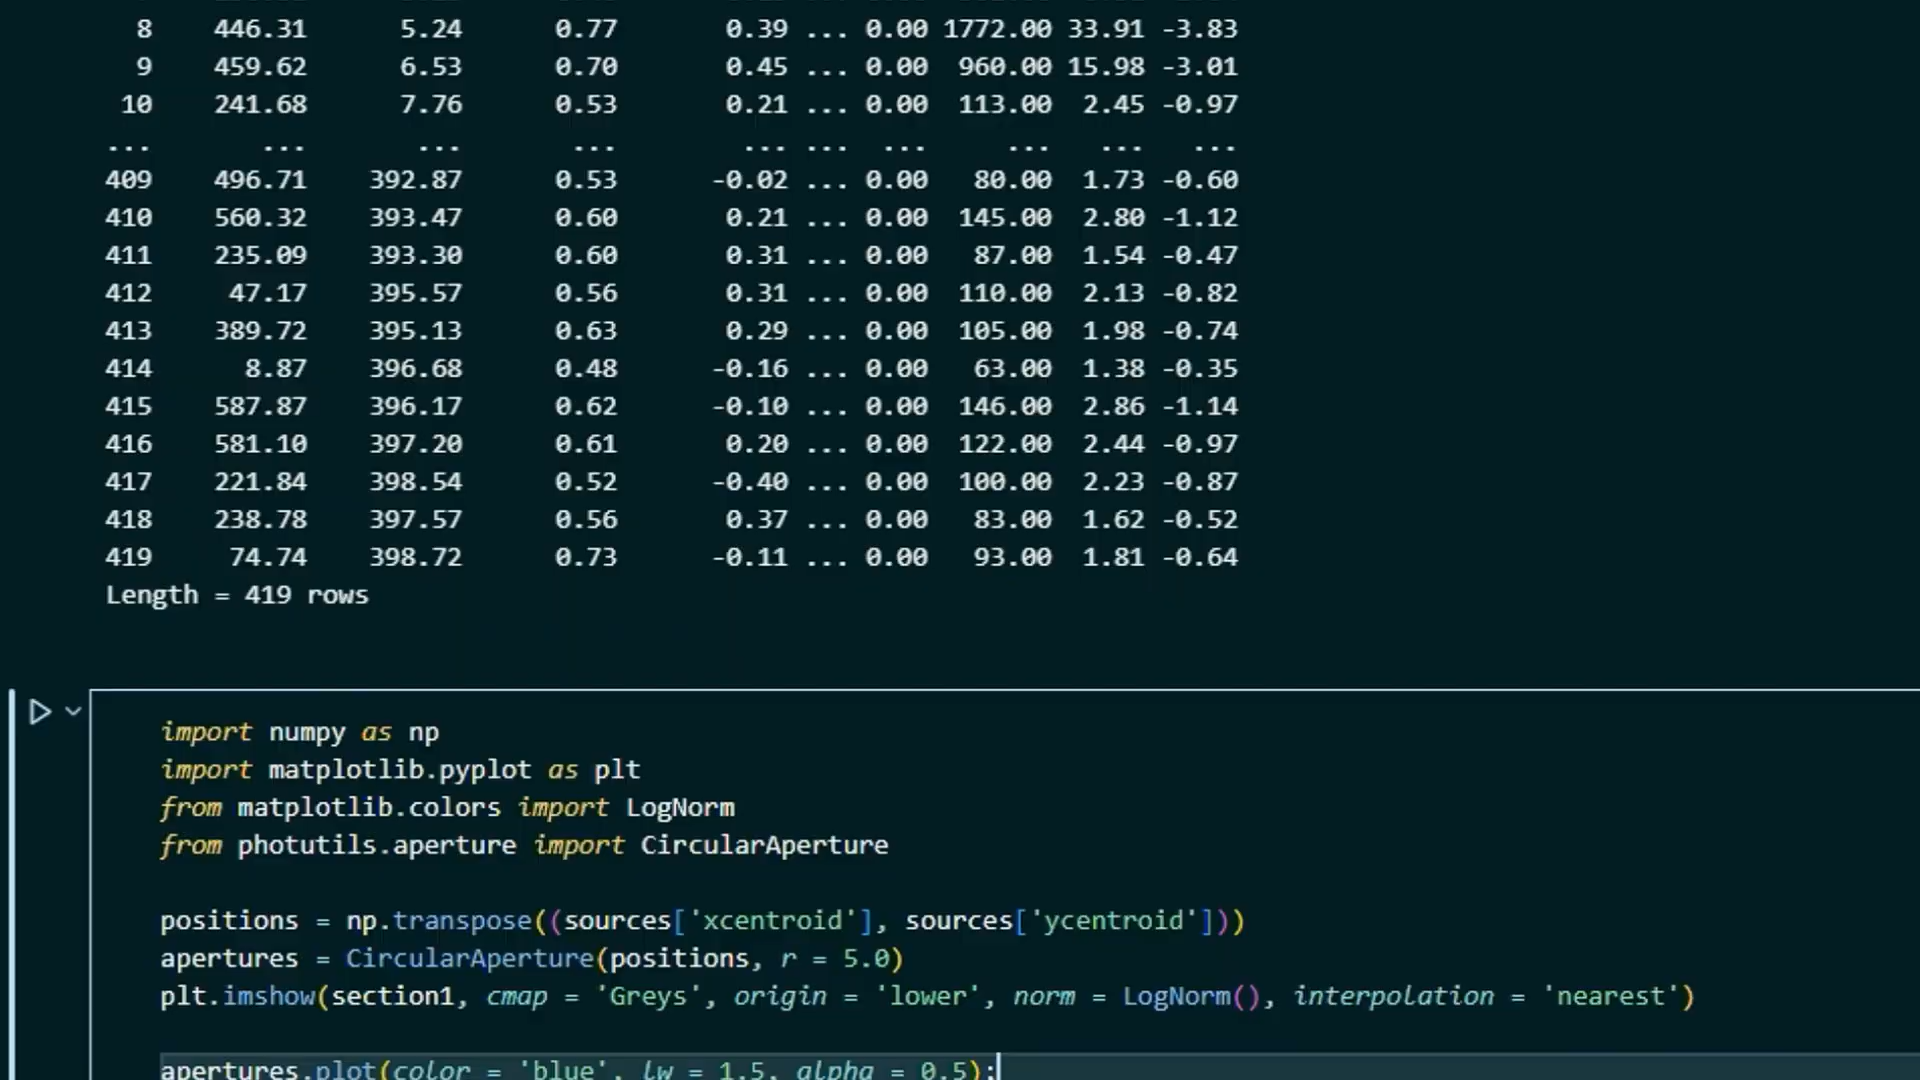 8 446.31 5.24 0.77 0.39 ... 0.00 1772.00 33.91 -3.83
9 459.62 6.53 0.70 0.45 ... 0.00 960.00 15.98 -3.01
10 241.68 7.76 0.53 0.21 ... 0.00 113.00 2.45 -0.97
... ... ... ... ... ... ... ... ... ...
409 496.71 392.87 0.53 -0.02 ... 0.00 80.00 1.73 -0.60
410 560.32 393.47 0.60 0.21 ... 0.00 145.00 2.80 -1.12
411 235.09 393.30 0.60 0.31 ... 0.00 87.00 1.54 -0.47
412 47.17 395.57 0.56 0.31 ... 0.00 110.00 2.13 -0.82
413 389.72 395.13 0.63 0.29 ... 0.00 105.00 1.98 -0.74
414 8.87 396.68 0.48 -0.16 ... 0.00 63.00 1.38 -0.35
415 587.87 396.17 0.62 -0.10 ... 0.00 146.00 2.86 -1.14
416 581.10 397.20 0.61 0.20 ... 0.00 122.00 2.44 -0.97
417 221.84 398.54 0.52 -0.40 ... 0.00 100.00 2.23 -0.87
418 238.78 397.57 0.56 0.37 ... 0.00 83.00 1.62 -0.52
419 74.74 398.72 0.73 -0.11 ... 0.00 93.00 1.81 -0.64
Length = 419 rows
import numpy as np
import matplotlib.pyplot as plt
from matplotlib.colors import LogNorm
from photutils.aperture import CircularAperture
positions = np.transpose((sources['xcentroid'], sources['ycentroid']))
apertures = CircularAperture(positions, r = 5.0)
plt.imshow(section1, cmap = 'Greys', origin = 'lower', norm = LogNorm(), interpolation = 'nearest')
apertures.plot(color = 'blue', lw = 1.5, alpha = 0.5);